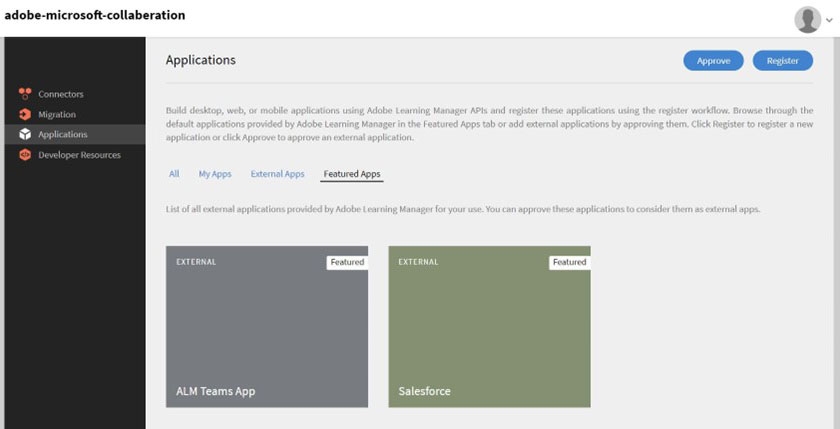 adobe-microsoft-collaberation
Connectors
Migration
Applications
Developer Resources
Applications
Approve
Register
Build desktop, web, or mobile applications using Adobe Learning Manager APIs and register these applications using the register workflow. Browse through the
default applications provided by Adobe Learning Manager in the Featured Apps tab or add external applications by approving them. Click Register to register a new
application or click Approve to approve an external application.
All
My Apps
External Apps
Featured Apps
List of all external applications provided by Adobe Learning Manager for your use. You can approve these applications to consider them as external apps.
EXTERNAL
Featured
ALM Teams App
EXTERNAL
Featured
Salesforce